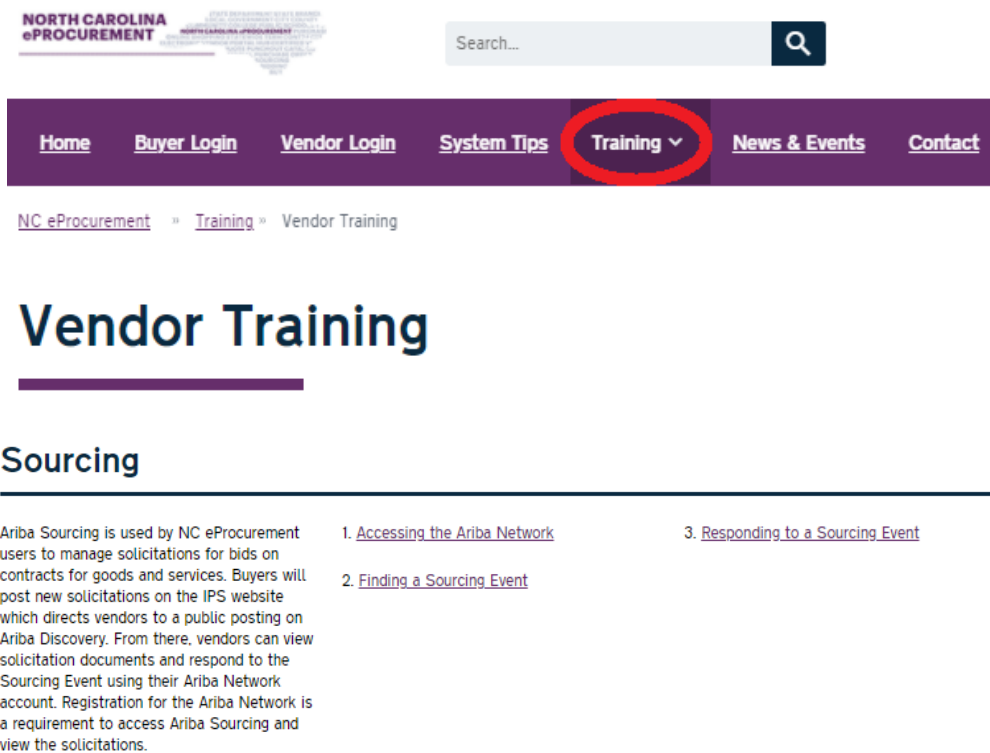 NORTH CAROLINA
ePROCUREMENT
NORTH CAROLINA ePROCUREMENT
Search...
Home Buyer Login Vendor Login System Tips Training News & Events Contact
NC eProcurement » Training » Vendor Training
Vendor Training
Sourcing
Ariba Sourcing is used by NC eProcurement
users to manage solicitations for bids on
contracts for goods and services. Buyers will
post new solicitations on the IPS website
which directs vendors to a public posting on
Ariba Discovery. From there, vendors can view
solicitation documents and respond to the
Sourcing Event using their Ariba Network
account. Registration for the Ariba Network is
a requirement to access Ariba Sourcing and
view the solicitations.
1. Accessing the Ariba Network
2. Finding a Sourcing Event
3. Responding to a Sourcing Event